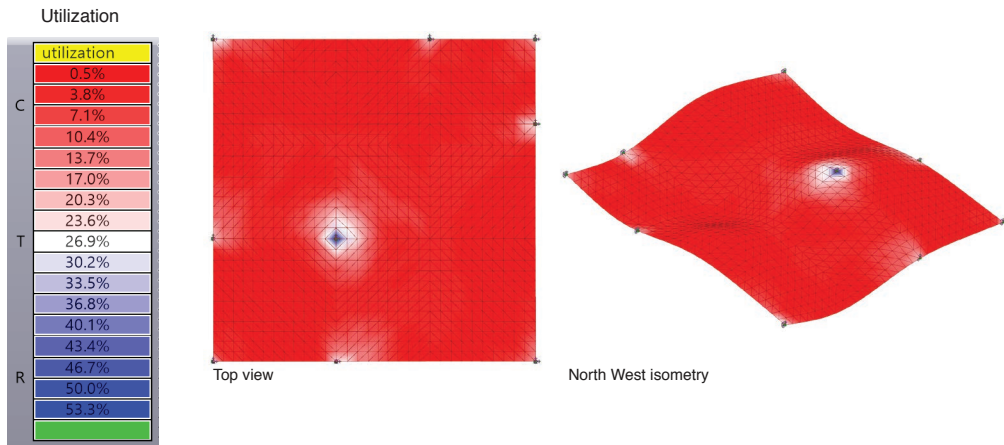 Utilization
utilization
0.5%
3.8%
C
7.1%
10.4%
13.7%
17.0%
20.3%
23.6%
T
26.9%
30.2%
33.5%
36.8%
40.1%
43.4%
R
46.7%
50.0%
53.3%
Top view
North West isometry